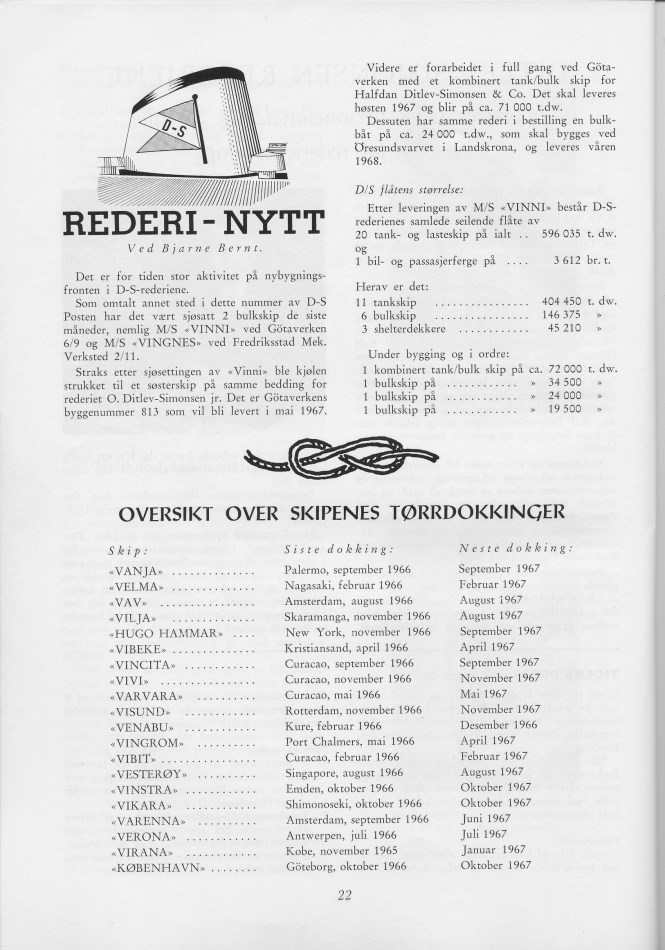 D-S
REDERI-NYTT
Ved Bjarne Bernt.
Det er for tiden stor aktivitet på nybygnings-
fronten i D-S-rederiene.
Som omtalt annet sted i dette nummer av D-S
Posten har det vært sjøsatt 2 bulkskip de siste
måneder, nemlig M/S «VINNI» ved Götaverken
6/9 og M/S «VINGNES» ved Fredriksstad Mek.
Verksted 2/11.
Straks etter sjøsettingen av «Vinni» ble kjølen
strukket til et søsterskip på samme bedding for
rederiet O. Ditlev-Simonsen jr. Det er Götaverkens
byggenummer 813 som vil bli levert i mai 1967.
Videre er forarbeidet i full gang ved Göta-
verken med et kombinert tank/bulk skip for
Halfdan Ditlev-Simonsen & Co. Det skal leveres
høsten 1967 og blir på ca. 71 000 t.dw.
Dessuten har samme rederi i bestilling en bulk-
båt på ca. 24 000 t.dw., som skal bygges ved
Öresundsvarvet i Landskrona, og leveres våren
1968.
D/S flåtens størrelse:
Etter leveringen av M/S «VINNI» består D-S-
rederienes samlede seilende flåte av
20 tank- og lasteskip på ialt .. 596 035 t. dw.
og
1 bil- og passasjerferge på .... 3 612 br. t.
Herav er det:
11 tankskip ................ 404 450 t. dw.
6 bulkskip ................ 146 375 »
3 shelterdekkere ............ 45 210 »
Under bygging og i ordre:
1 kombinert tank/bulk skip på ca. 72 000 t. dw.
1 bulkskip på ............ » 34 500 »
1 bulkskip på ............ » 24 000 »
1 bulkskip på ............ » 19 500 »
OVERSIKT OVER SKIPENES TØRRDOKKINGER
Skip: Siste dokking: Neste dokking:
«VANJA» .............. Palermo, september 1966 September 1967
«VELMA» .............. Nagasaki, februar 1966 Februar 1967
«VAV» ................ Amsterdam, august 1966 August 1967
«VILJA» .............. Skaramanga, november 1966 August 1967
«HUGO HAMMAR» .... New York, november 1966 September 1967
«VIBEKE» .............. Kristiansand, april 1966 April 1967
«VINCITA» ............ Curacao, september 1966 September 1967
«VIVI» ................ Curacao, november 1966 November 1967
«VARVARA» .......... Curacao, mai 1966 Mai 1967
«VISUND» ............ Rotterdam, november 1966 November 1967
«VENABU» ............ Kure, februar 1966 Desember 1966
«VINGROM» .......... Port Chalmers, mai 1966 April 1967
«VIBIT» ................ Curacao, februar 1966 Februar 1967
«VESTERØY» .......... Singapore, august 1966 August 1967
«VINSTRA» ............ Emden, oktober 1966 Oktober 1967
«VIKARA» ............ Shimonoseki, oktober 1966 Oktober 1967
«VARENNA» .......... Amsterdam, september 1966 Juni 1967
«VERONA» ............ Antwerpen, juli 1966 Juli 1967
«VIRANA» ............ Kobe, november 1965 Januar 1967
«KØBENHAVN» ........ Göteborg, oktober 1966 Oktober 1967
22